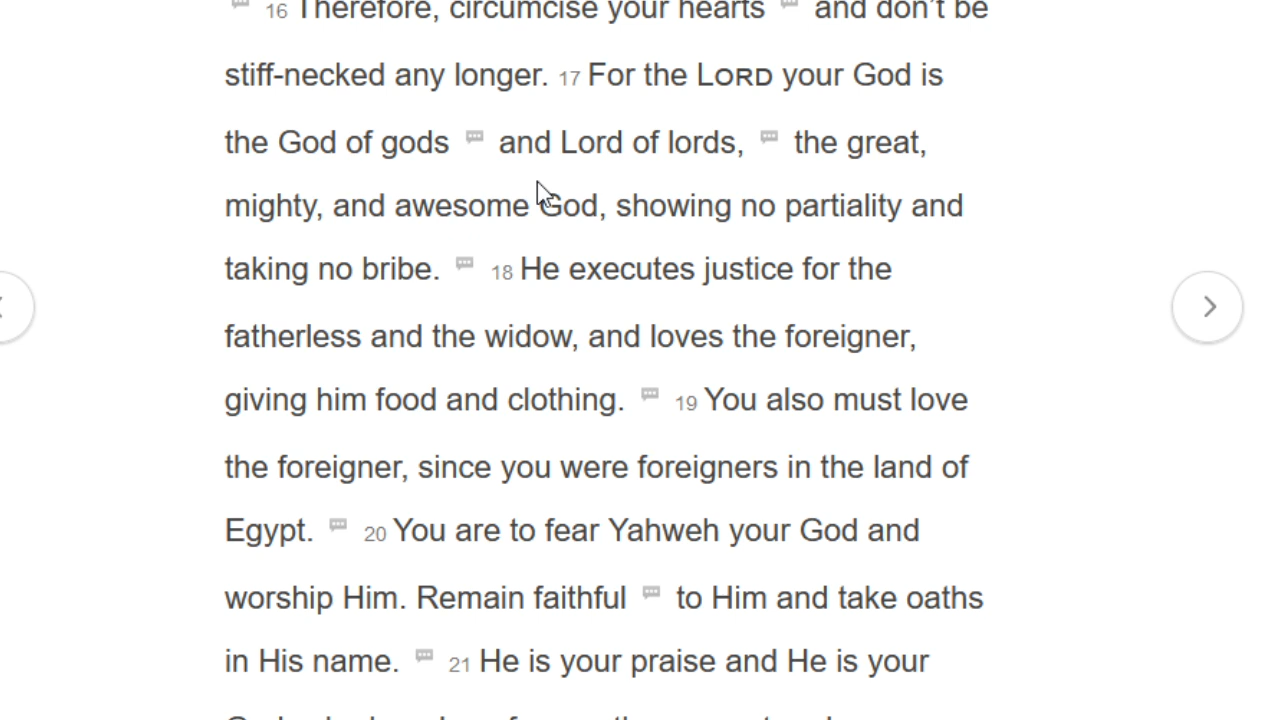 16 Therefore, circumcise your hearts and don't be
stiff-necked any longer. 17 For the LORD your God is
the God of gods and Lord of lords, the great,
mighty, and awesome God, showing no partiality and
taking no bribe. 18 He executes justice for the
fatherless and the widow, and loves the foreigner,
giving him food and clothing. 19 You also must love
the foreigner, since you were foreigners in the land of
Egypt. 20 You are to fear Yahweh your God and
worship Him. Remain faithful to Him and take oaths
in His name. 21 He is your praise and He is your